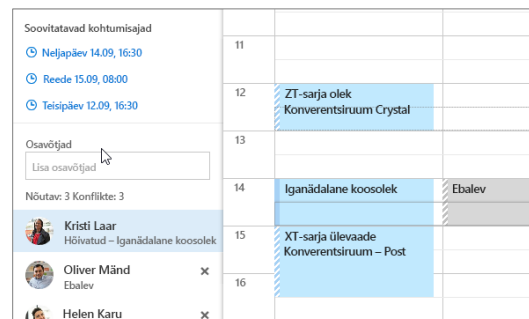 Soovitatavad kohtumisajad
Neljapäev 14.09, 16:30
Reede 15.09, 08:00
Teisipäev 12.09, 16:30
Osavõtjad
Lisa osavõtjad
Nõutav: 3 Konflikte: 3
Kristi Laar
Hõivatud – Iganädalane koosolek
Oliver Mänd
Ebalev
Helen Karu
11
12
ZT-sarja olek
Konverentsiruum Crystal
13
14
Iganädalane koosolek
Ebalev
15
XT-sarja ülevaade
Konverentsiruum – Post
16